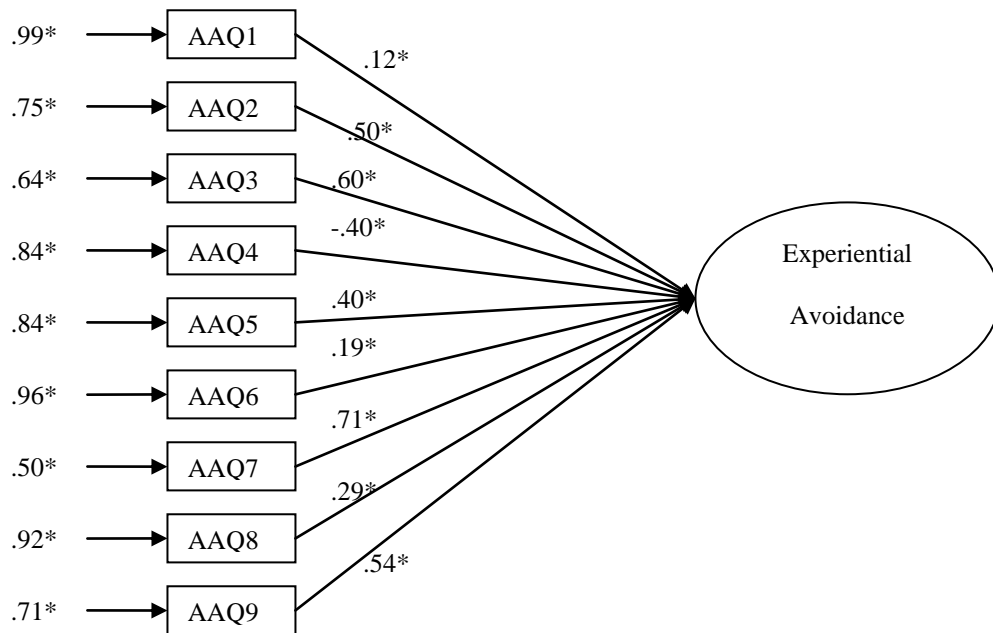 .99* AAQ1 .12*
.75* AAQ2 .50*
.64* AAQ3 .60*
.84* AAQ4 -.40*
.84* AAQ5 .40*
.96* AAQ6 .19*
.50* AAQ7 .71*
.92* AAQ8 .29*
.71* AAQ9 .54*
Experiential
Avoidance